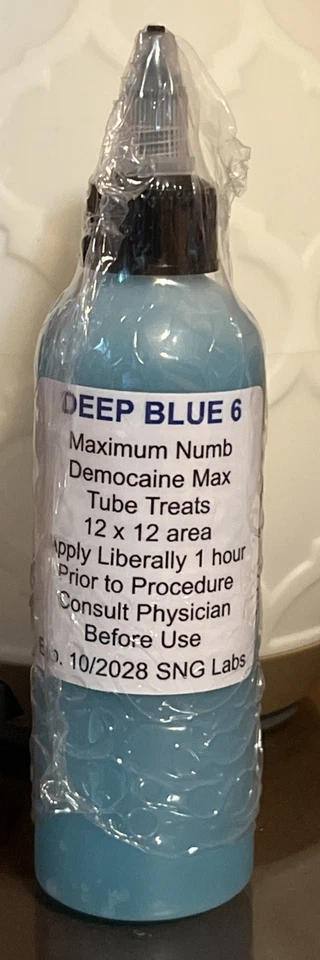 DEEP BLUE 6
Maximum Numb
Democaine Max
Tube Treats
12 x 12 area
Apply Liberally 1 hour
Prior to Procedure
Consult Physician
Before Use
Exp. 10/2028 SNG Labs